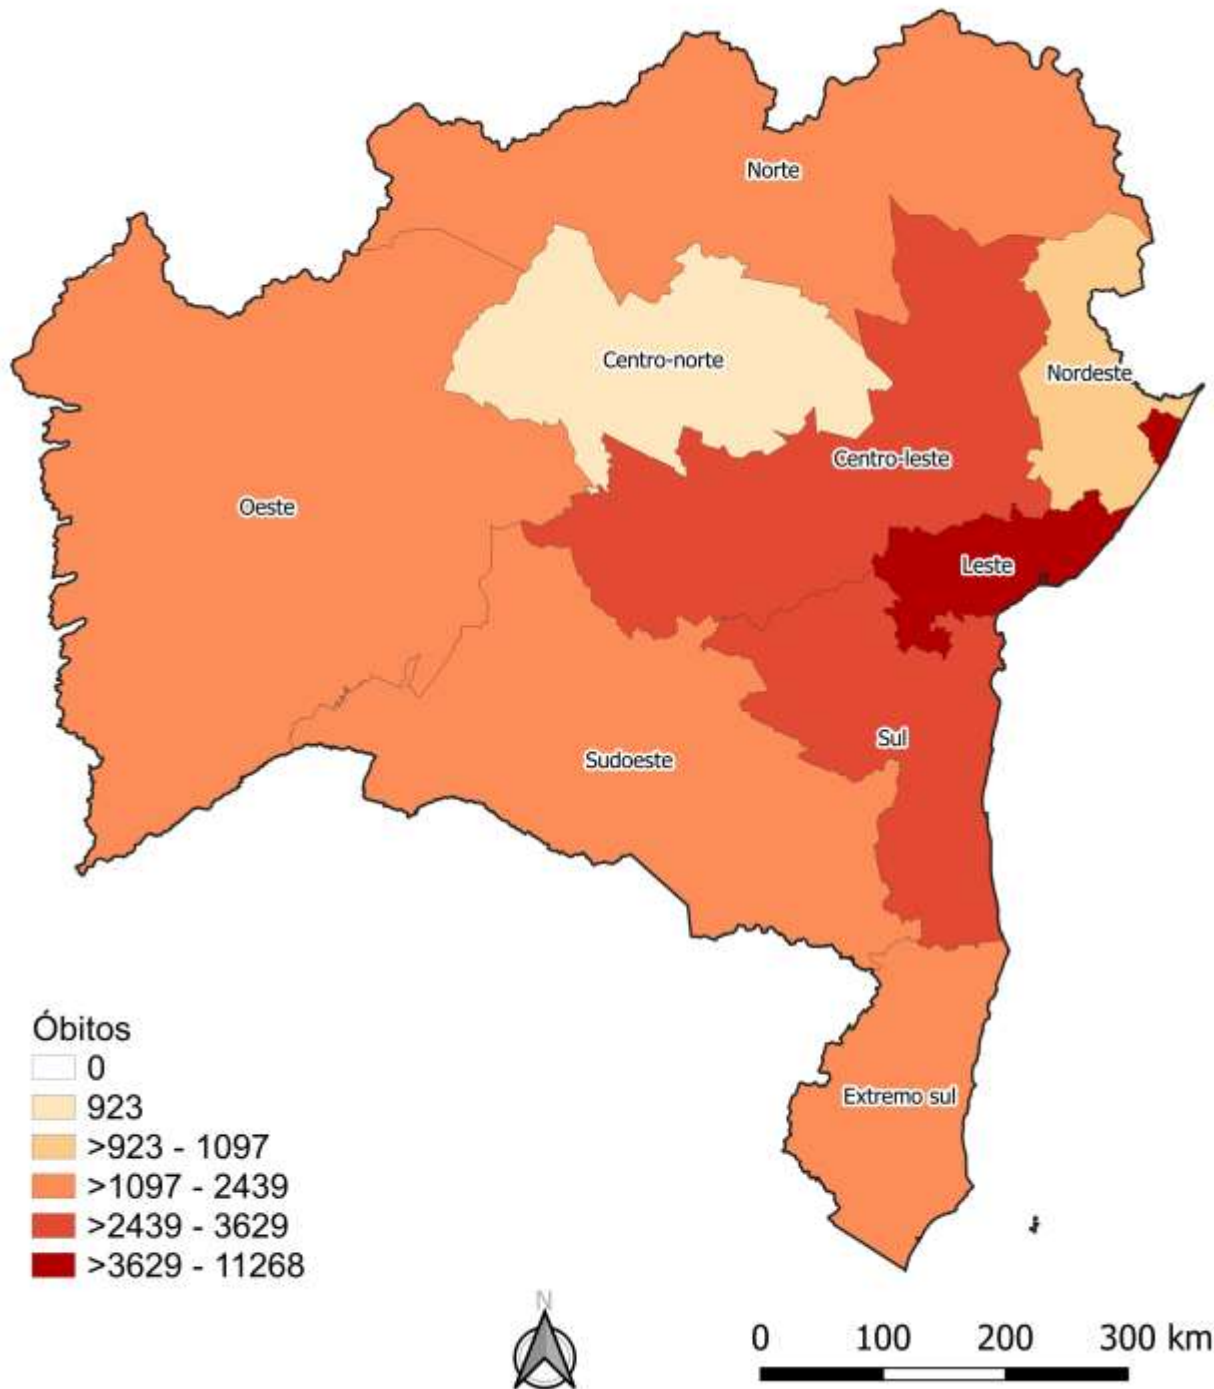 Norte
Centro-norte
Nordeste
Centro-leste
Oeste
Leste
Sul
Sudoeste
Extremo sul
Óbitos
0
923
>923 - 1097
>1097 - 2439
>2439 - 3629
>3629 - 11268
N
0 100 200 300 km